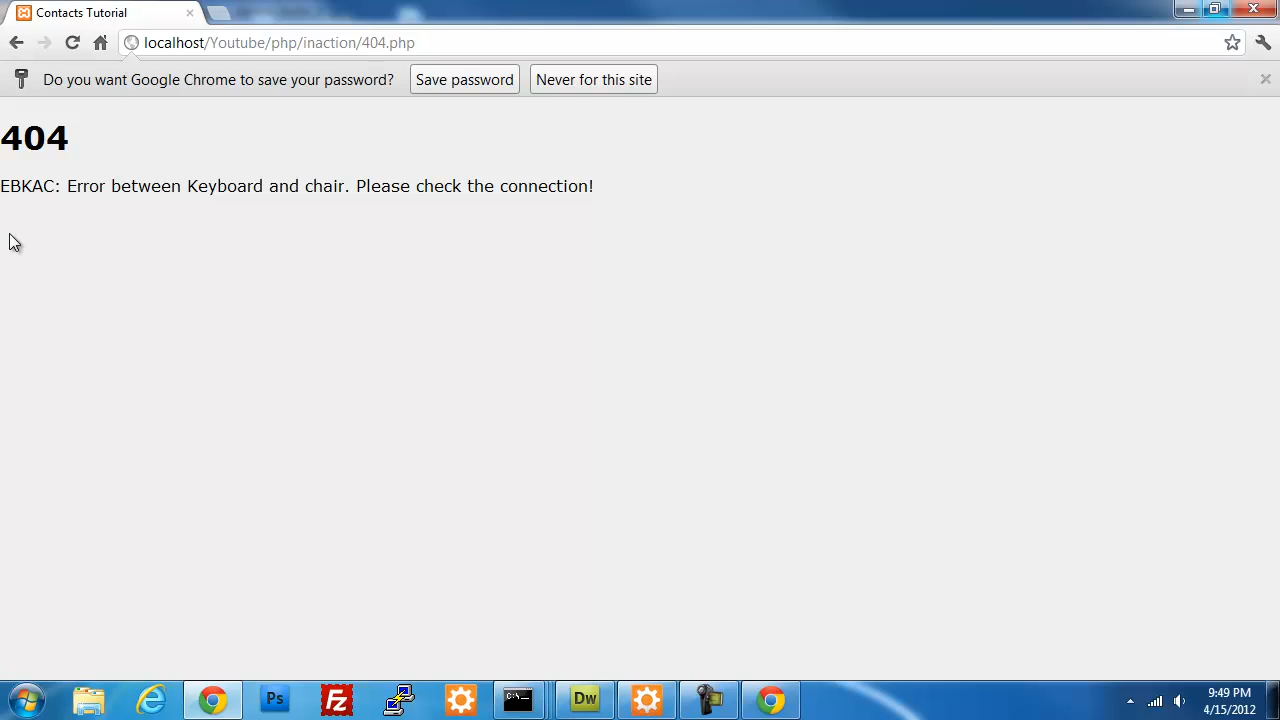 Contacts Tutorial
localhost/Youtube/php/inaction/404.php
Do you want Google Chrome to save your password? Save password Never for this site
404
EBKAC: Error between Keyboard and chair. Please check the connection!
Ps Fz C:\_ Dw
9:49 PM
4/15/2012